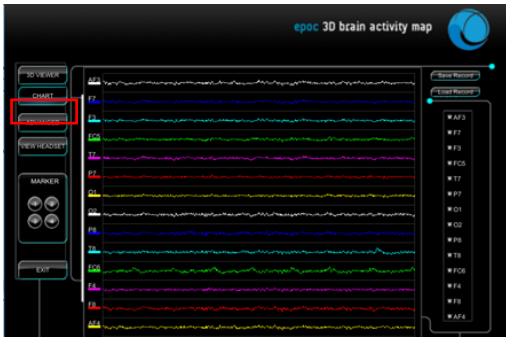 epoc 3D brain activity map
3D VIEWER
CHART
VIEW HEADSET
MARKER
EXIT
AF3
F7
F3
FC5
T7
P7
O1
O2
P8
T8
FC6
F4
F8
AF4
Save Record
Load Record
AF3
F7
F3
FC5
T7
P7
O1
O2
P8
T8
FC6
F4
F8
AF4